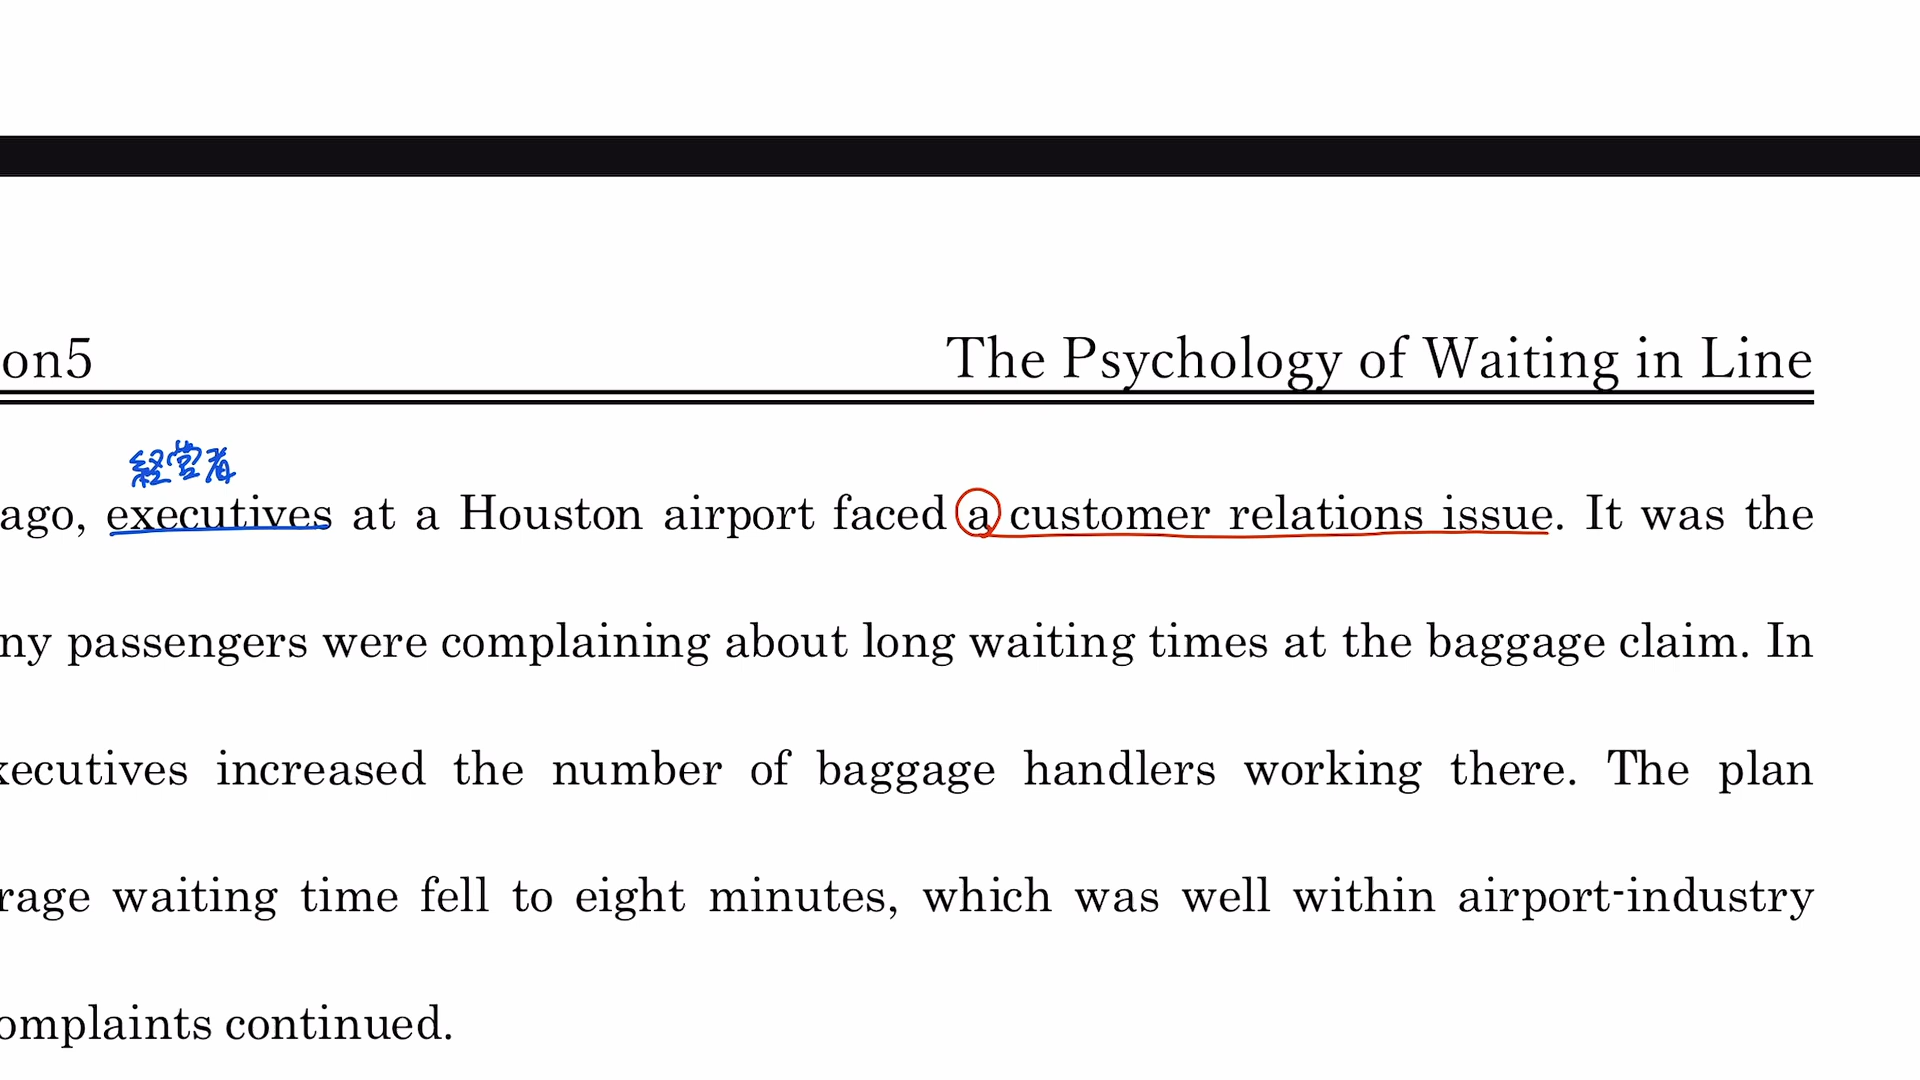 on5
The Psychology of Waiting in Line
経営者
ago, executives at a Houston airport faced a customer relations issue. It was the
ny passengers were complaining about long waiting times at the baggage claim. In
xecutives increased the number of baggage handlers working there. The plan
rage waiting time fell to eight minutes, which was well within airport-industry
omplaints continued.